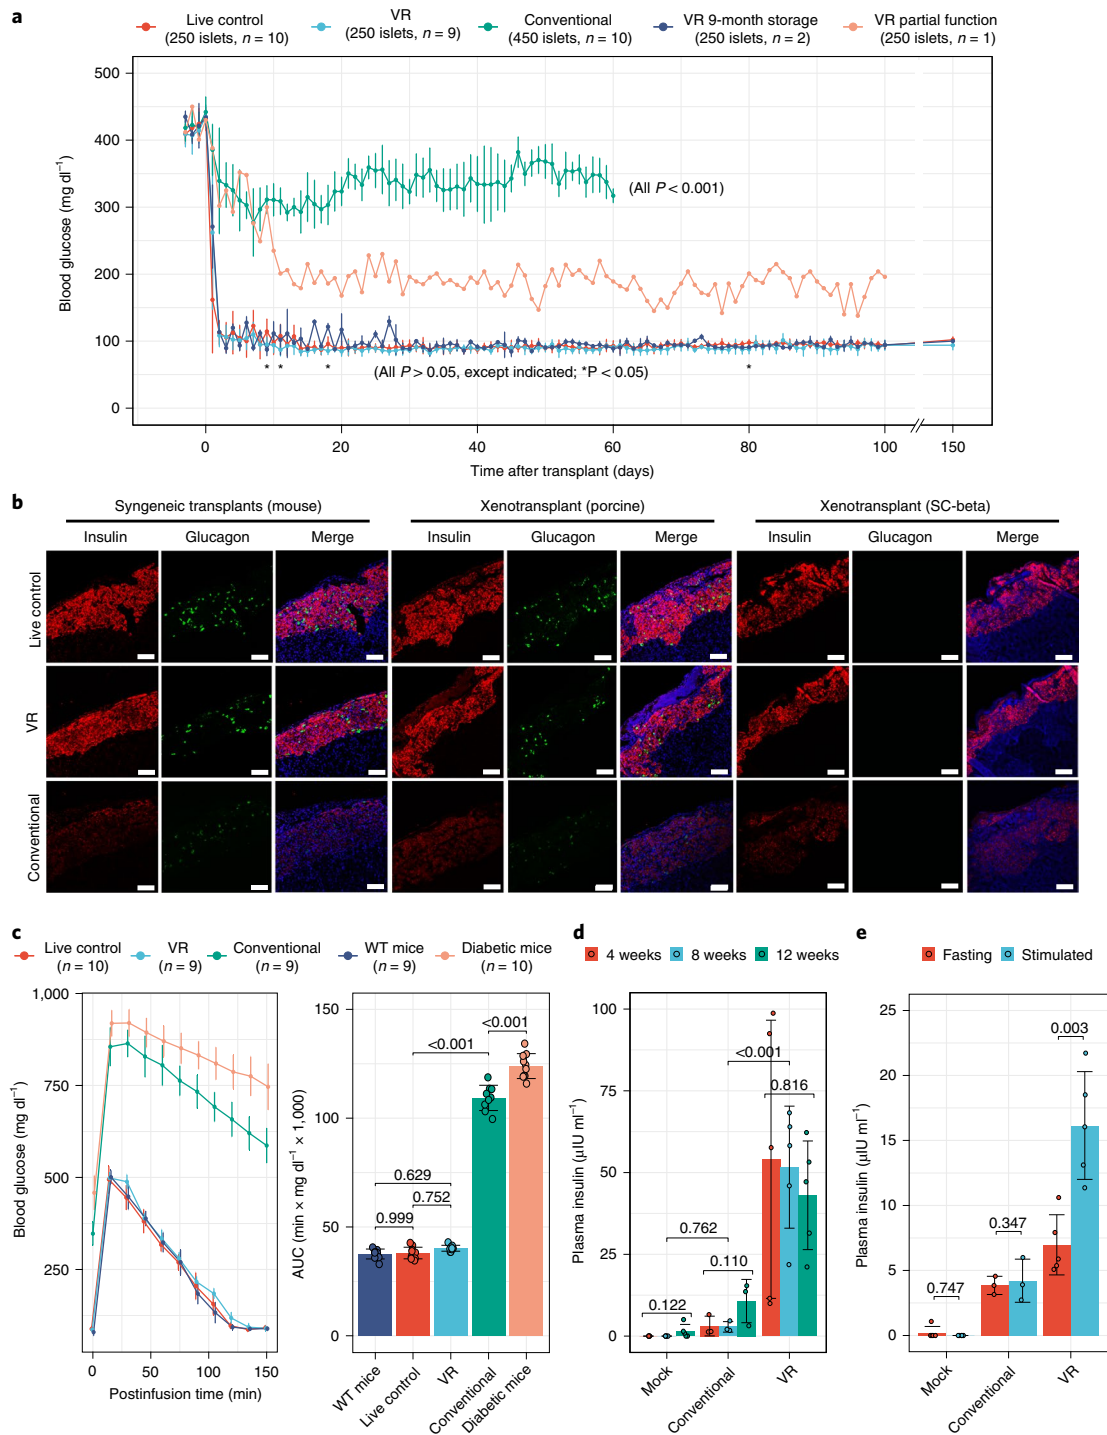 a
Live control
(250 islets, n = 10)
VR
(250 islets, n = 9)
Conventional
(450 islets, n = 10)
VR 9-month storage
(250 islets, n = 2)
VR partial function
(250 islets, n = 1)
Blood glucose (mg dl⁻¹)
500
400
300
200
100
0
(All P < 0.001)
* * * *
(All P > 0.05, except indicated; *P < 0.05)
0 20 40 60 80 100 150
Time after transplant (days)
b
Syngeneic transplants (mouse) Xenotransplant (porcine) Xenotransplant (SC-beta)
Insulin Glucagon Merge Insulin Glucagon Merge Insulin Glucagon Merge
Live control
VR
Conventional
c
Live control
(n = 10)
VR
(n = 9)
Conventional
(n = 9)
WT mice
(n = 9)
Diabetic mice
(n = 10)
Blood glucose (mg dl⁻¹)
1,000
750
500
250
0 50 100 150
Postinfusion time (min)
AUC (min × mg dl⁻¹ × 1,000)
150
100
50
0
<0.001
<0.001
0.629
0.752
0.999
WT mice
Live control
VR
Conventional
Diabetic mice
d
4 weeks 8 weeks 12 weeks
Plasma insulin (μIU ml⁻¹)
100
75
50
25
0
<0.001
0.816
0.762
0.110
0.122
Mock
Conventional
VR
e
Fasting Stimulated
Plasma insulin (μIU ml⁻¹)
25
20
15
10
5
0
0.003
0.347
0.747
Mock
Conventional
VR